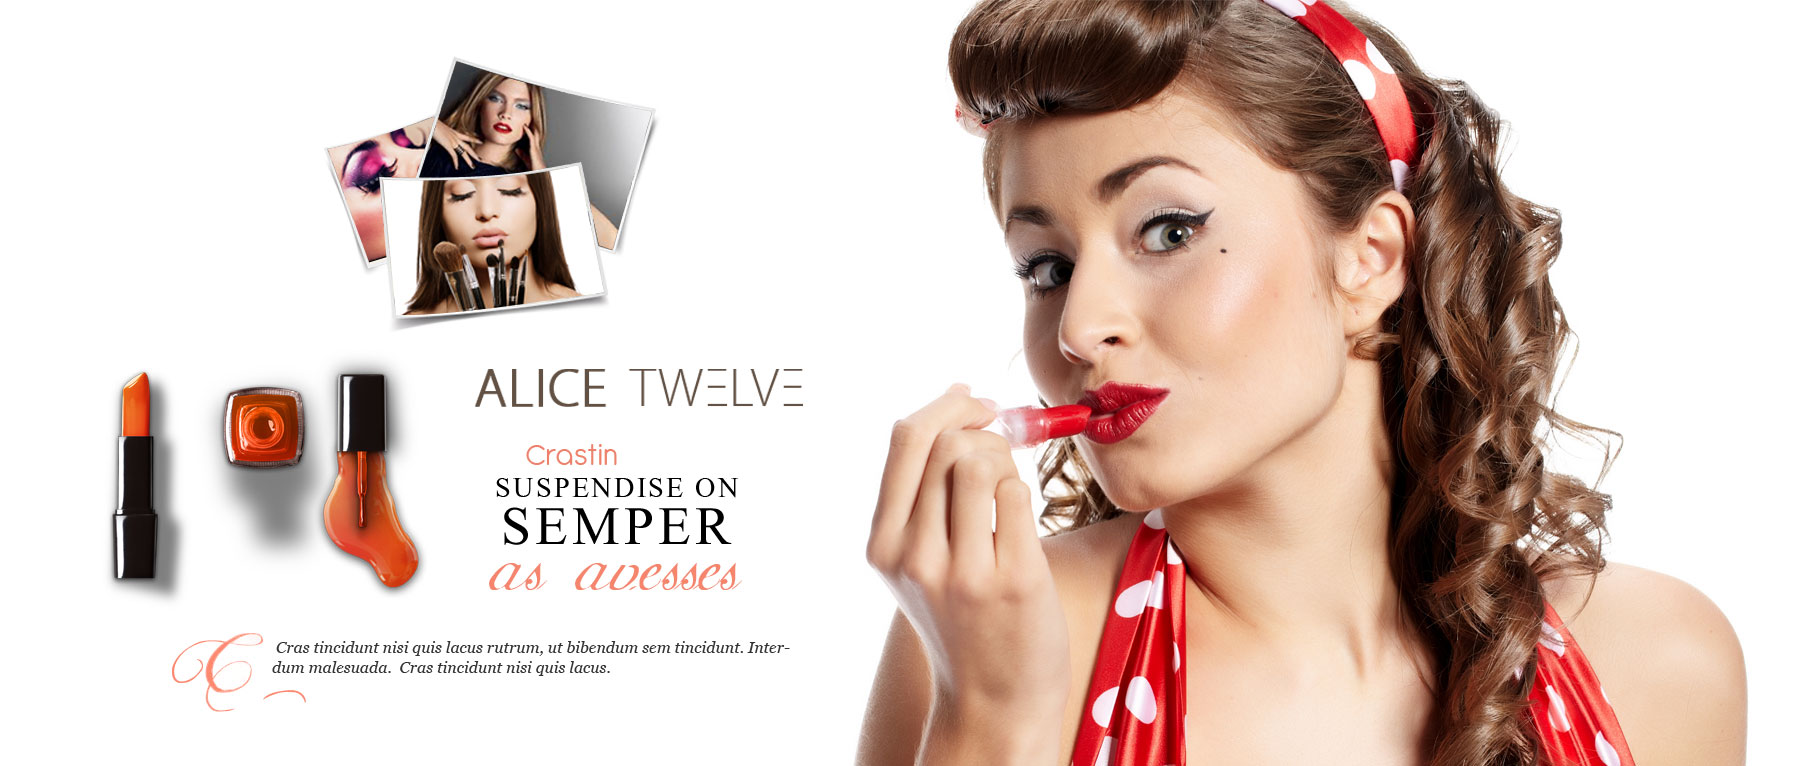 ALICE TWELVE
Crastin
SUSPENDISE ON
SEMPER
as avesses
C Cras tincidunt nisi quis lacus rutrum, ut bibendum sem tincidunt. Inter-
dum malesuada. Cras tincidunt nisi quis lacus.